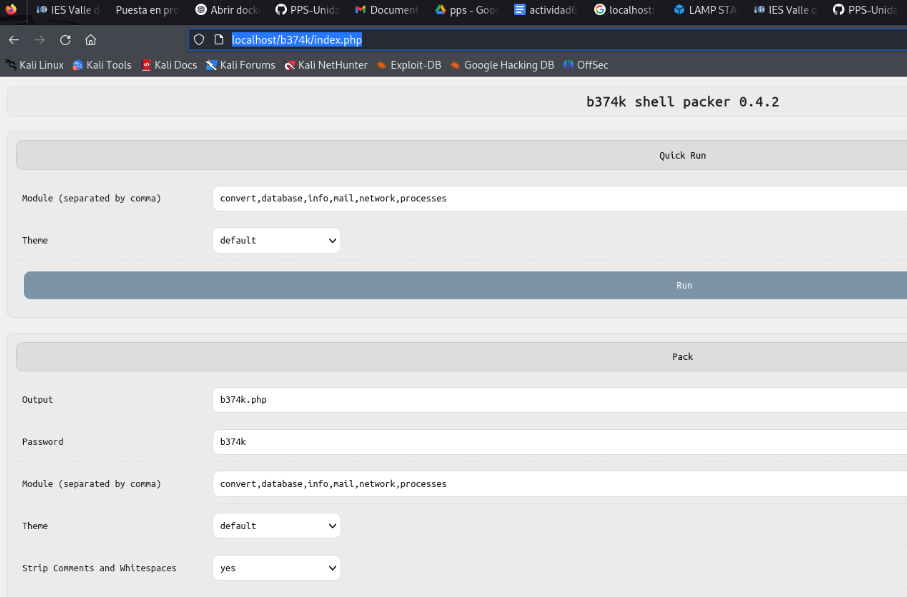 IES Valle d Puesta en pro Abrir dock PPS-Unida Document pps - Goog actividad6 localhost: LAMP STA IES Valle d PPS-Unida
localhost/b374k/index.php
Kali Linux Kali Tools Kali Docs Kali Forums Kali NetHunter Exploit-DB Google Hacking DB OffSec
b374k shell packer 0.4.2
Quick Run
Module (separated by comma) convert,database,info,mail,network,processes
Theme default
Run
Pack
Output b374k.php
Password b374k
Module (separated by comma) convert,database,info,mail,network,processes
Theme default
Strip Comments and Whitespaces yes